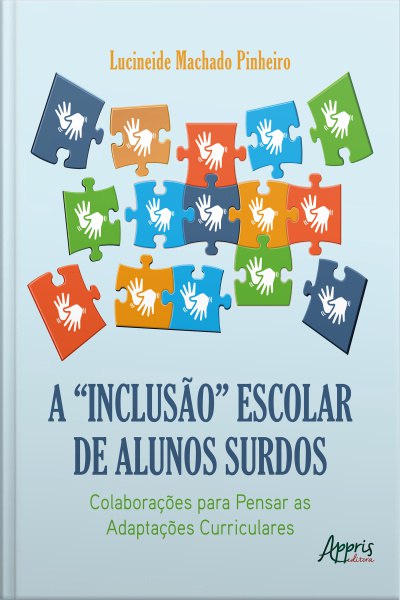 Lucineide Machado Pinheiro
A “INCLUSÃO” ESCOLAR
DE ALUNOS SURDOS
Colaborações para Pensar as
Adaptações Curriculares
Appris
editora